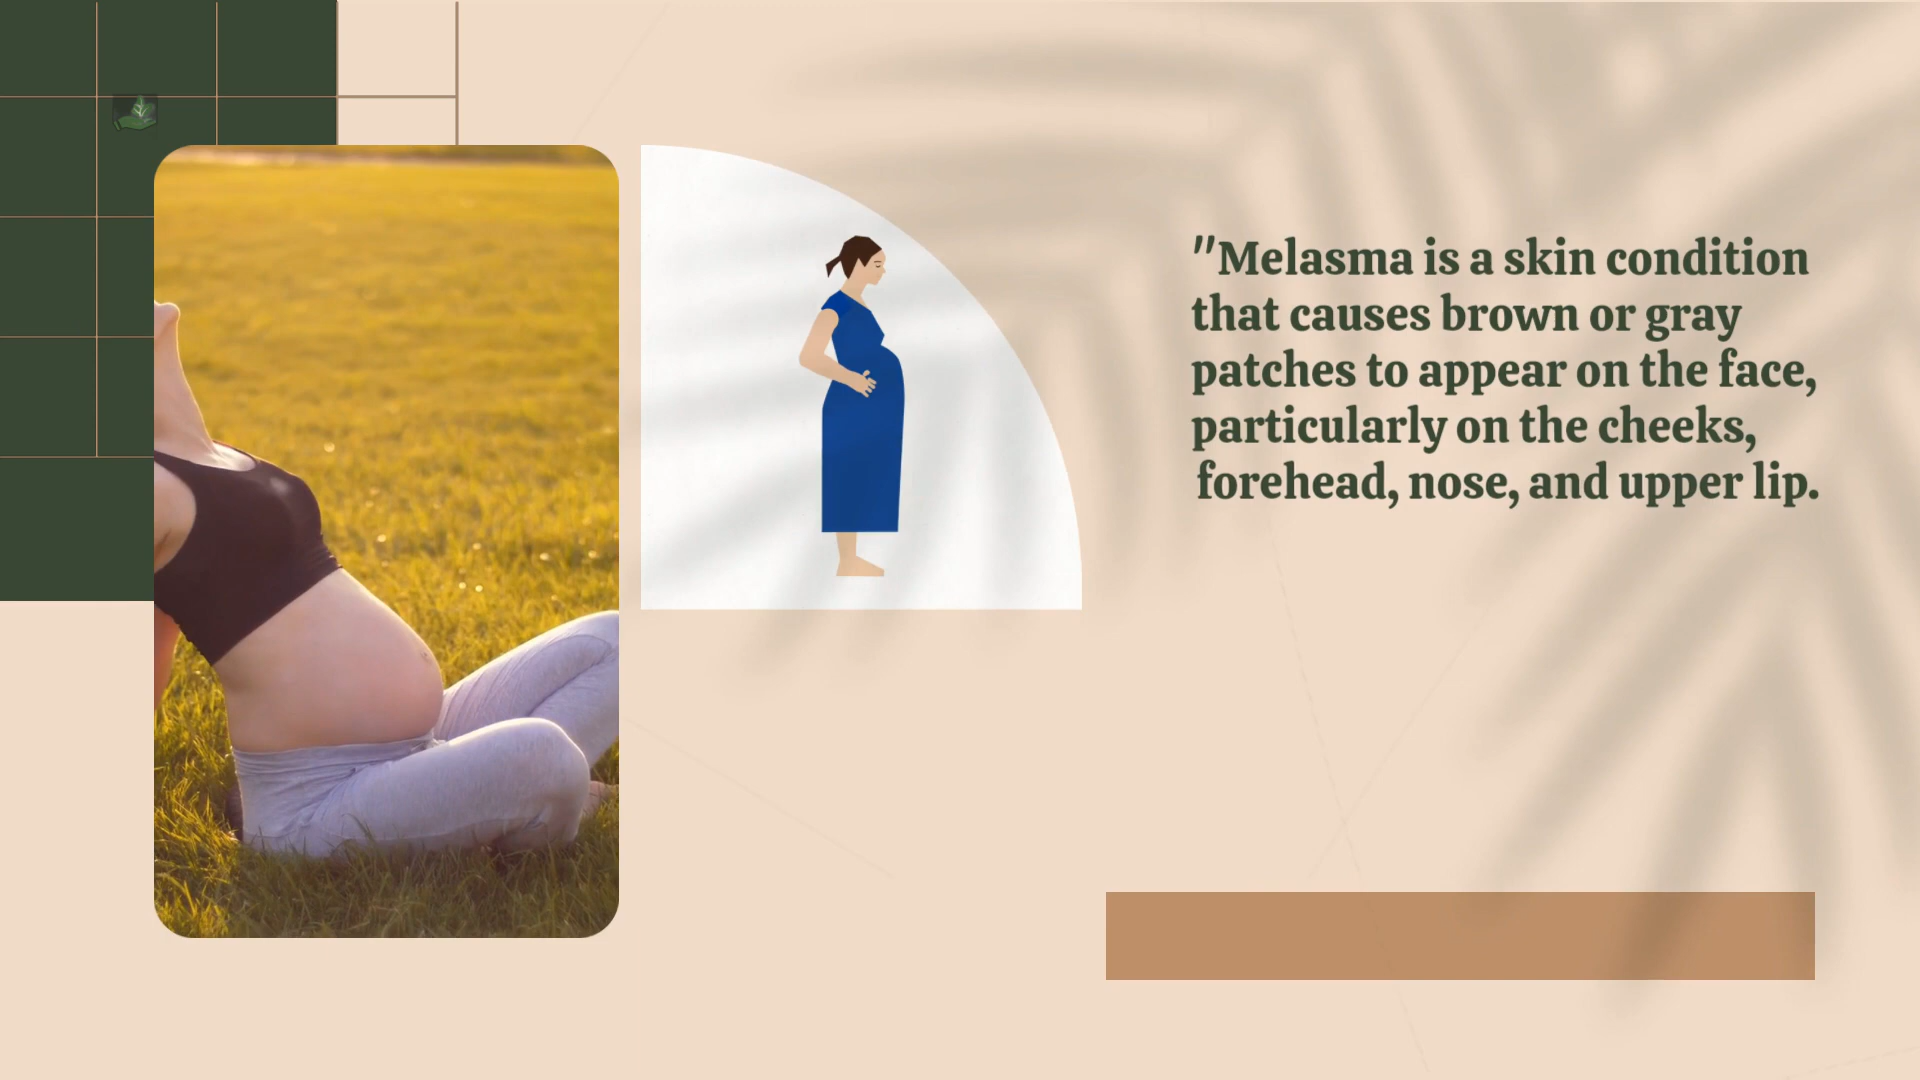 "Melasma is a skin condition
that causes brown or gray
patches to appear on the face,
particularly on the cheeks,
forehead, nose, and upper lip.